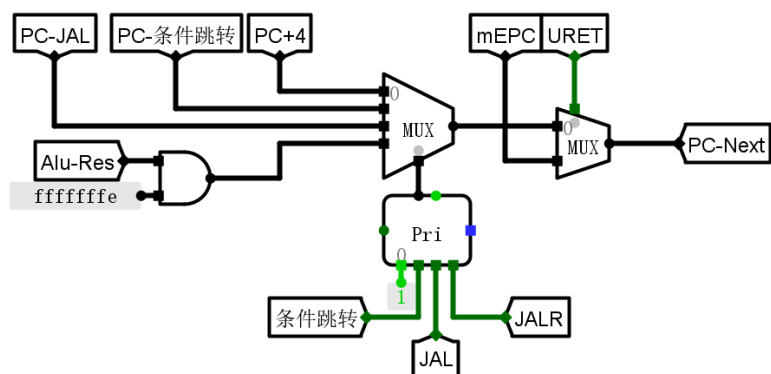 PC-JAL
PC-条件跳转
PC+4
mEPC
URET
0
MUX
0
MUX
PC-Next
Alu-Res
fffffffe
Pri
0
1
条件跳转
JALR
JAL